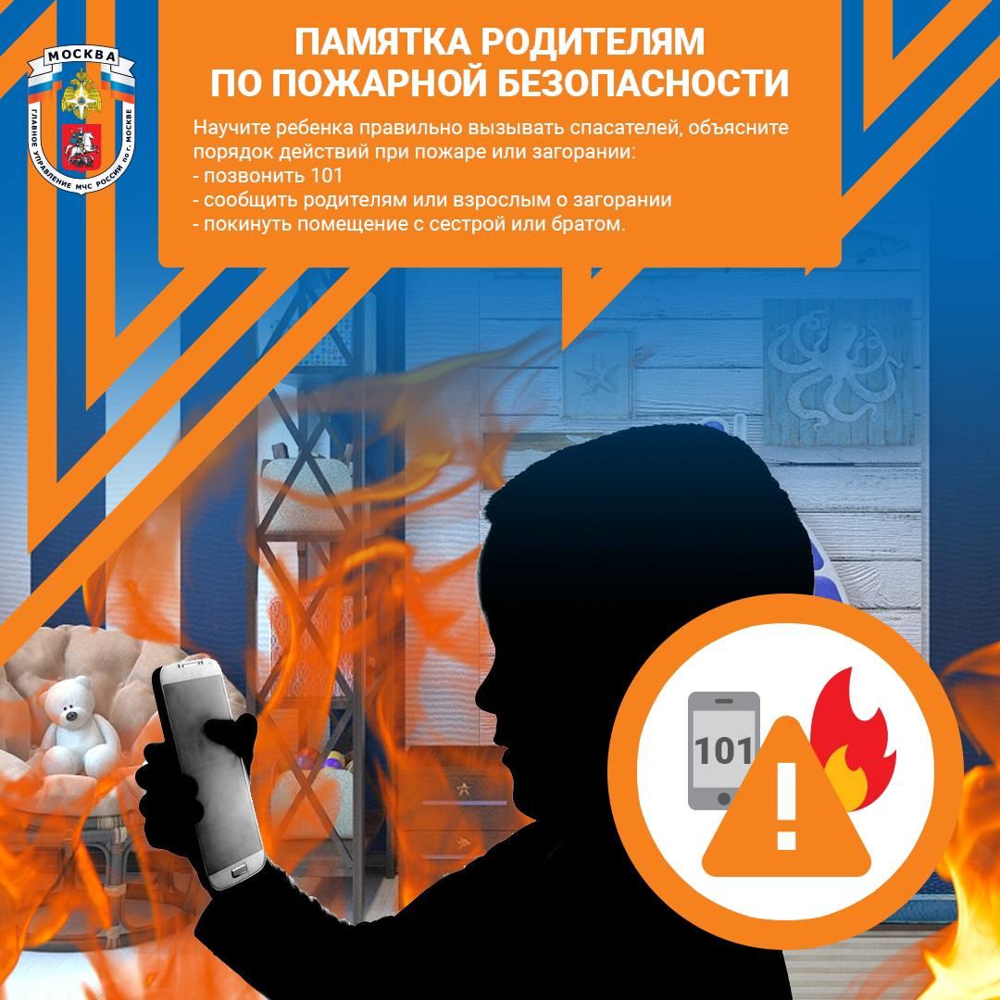 МОСКВА
ГЛАВНОЕ УПРАВЛЕНИЕ МЧС РОССИИ по г. МОСКВЕ
ПАМЯТКА РОДИТЕЛЯМ
ПО ПОЖАРНОЙ БЕЗОПАСНОСТИ
Научите ребенка правильно вызывать спасателей, объясните
порядок действий при пожаре или загорании:
- позвонить 101
- сообщить родителям или взрослым о загорании
- покинуть помещение с сестрой или братом.
101
!